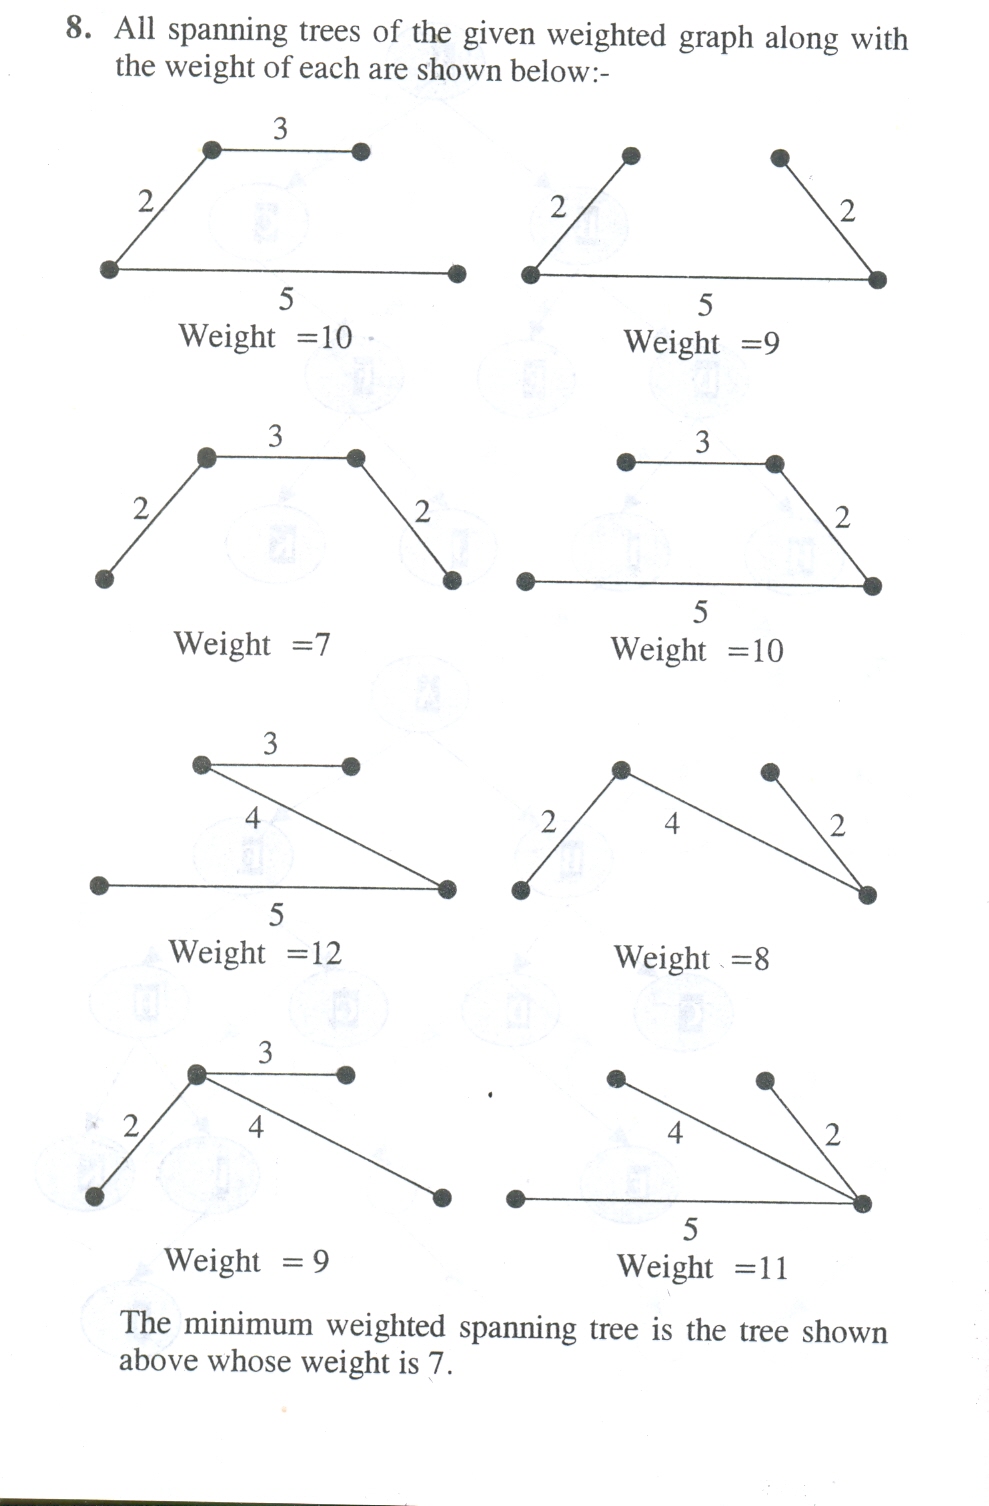 8. All spanning trees of the given weighted graph along with
the weight of each are shown below:-
3
2
5
Weight =10
2
2
5
Weight =9
3
2
2
Weight =7
3
2
5
Weight =10
3
4
5
Weight =12
2
4
2
Weight =8
3
2
4
Weight = 9
4
2
5
Weight =11
The minimum weighted spanning tree is the tree shown
above whose weight is 7.